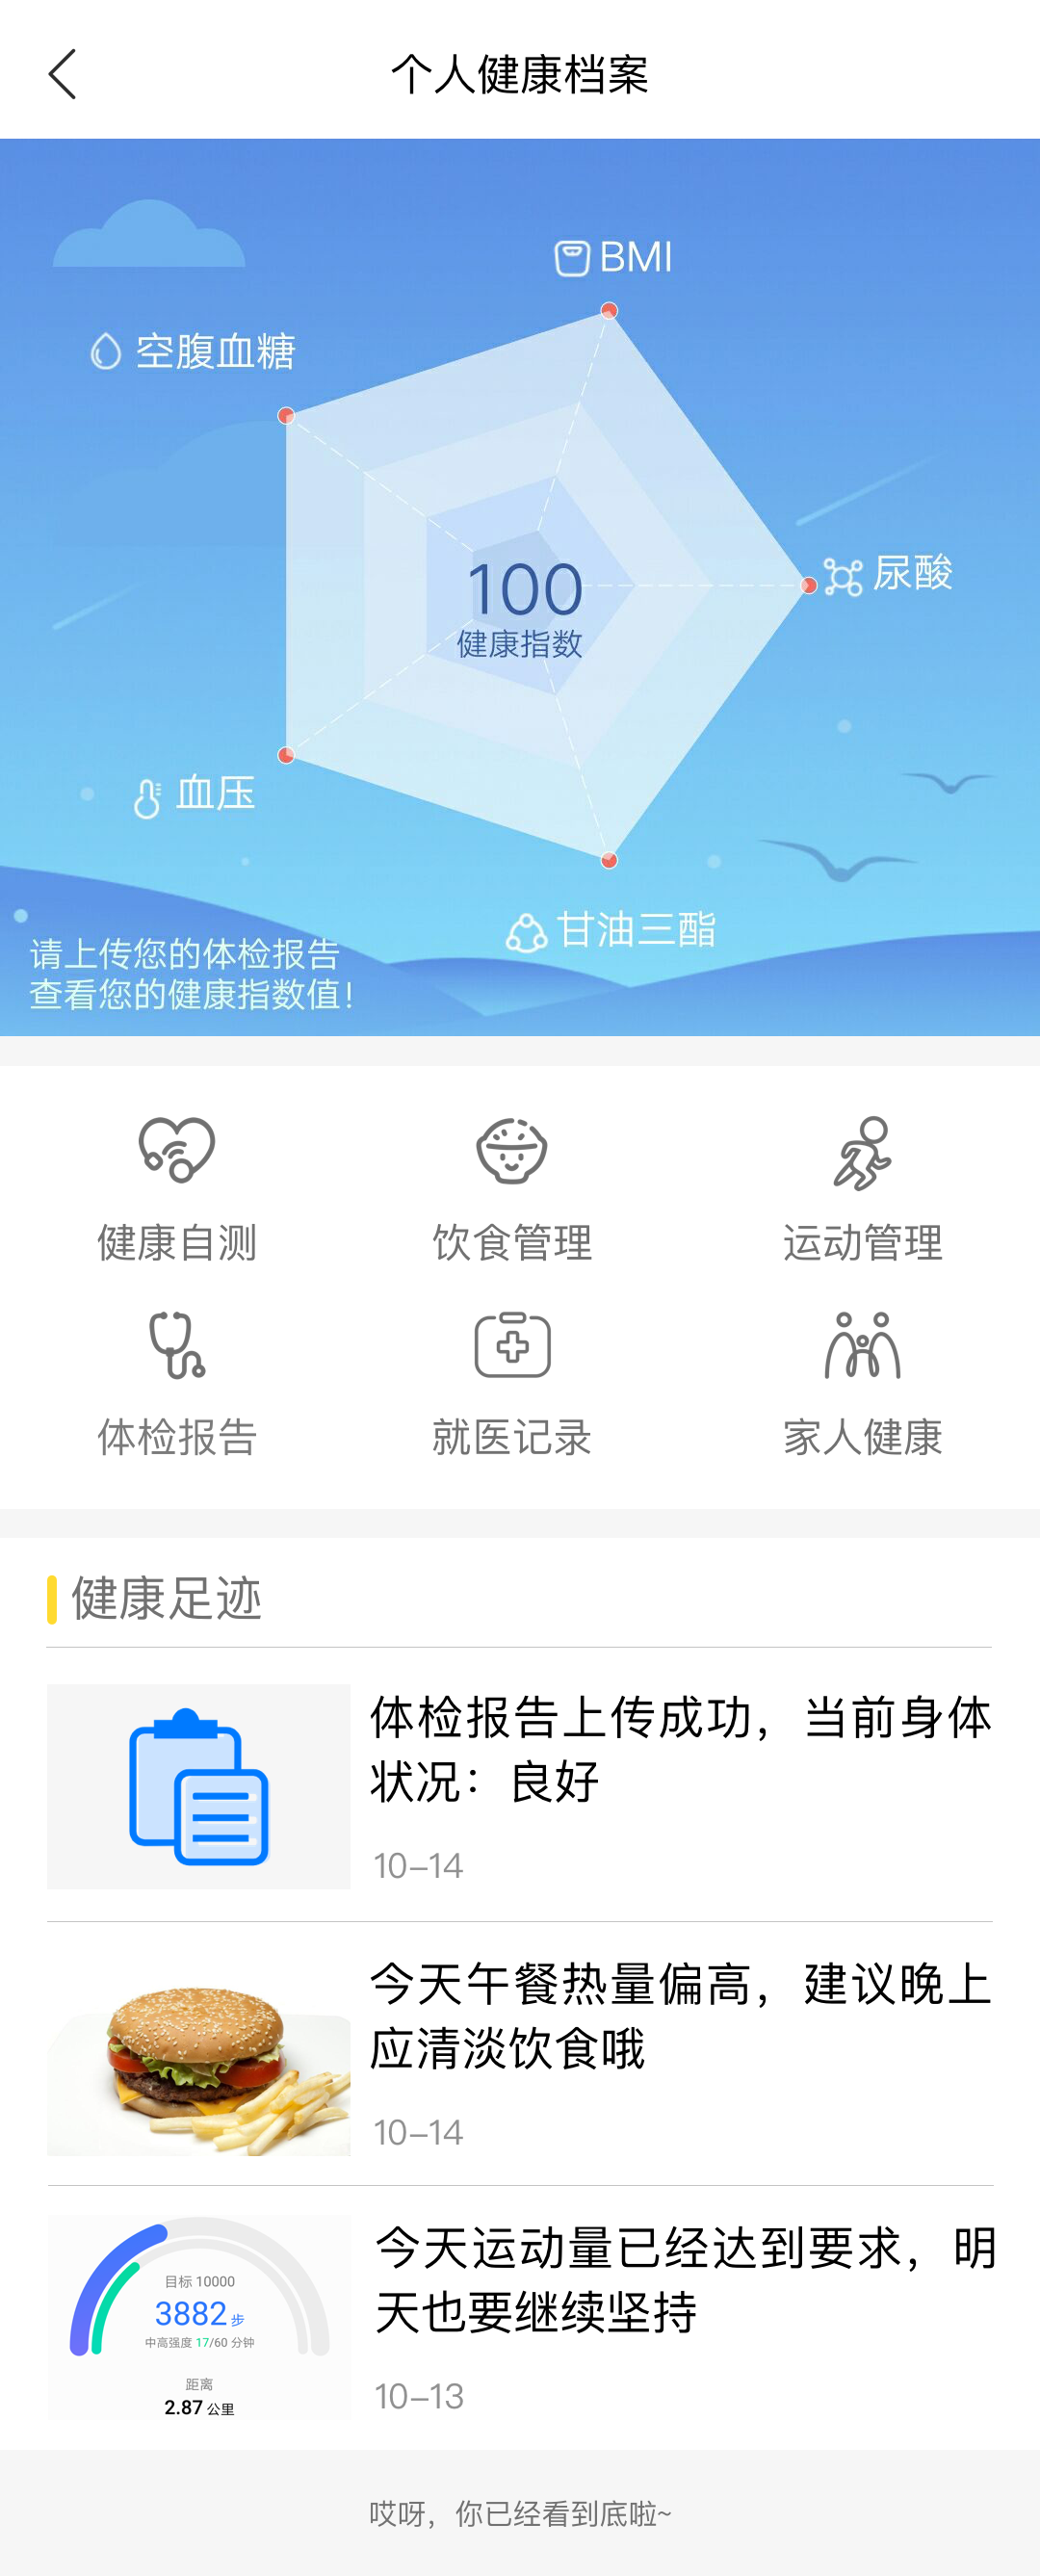 个人健康档案
BMI
空腹血糖
尿酸
100
健康指数
血压
甘油三酯
请上传您的体检报告
查看您的健康指数值！
健康自测
饮食管理
运动管理
体检报告
就医记录
家人健康
健康足迹
体检报告上传成功，当前身体
状况：良好
10-14
今天午餐热量偏高，建议晚上
应清淡饮食哦
10-14
今天运动量已经达到要求，明
天也要继续坚持
10-13
目标 10000
3882 步
中高强度 17/60 分钟
距离
2.87 公里
哎呀，你已经看到底啦~